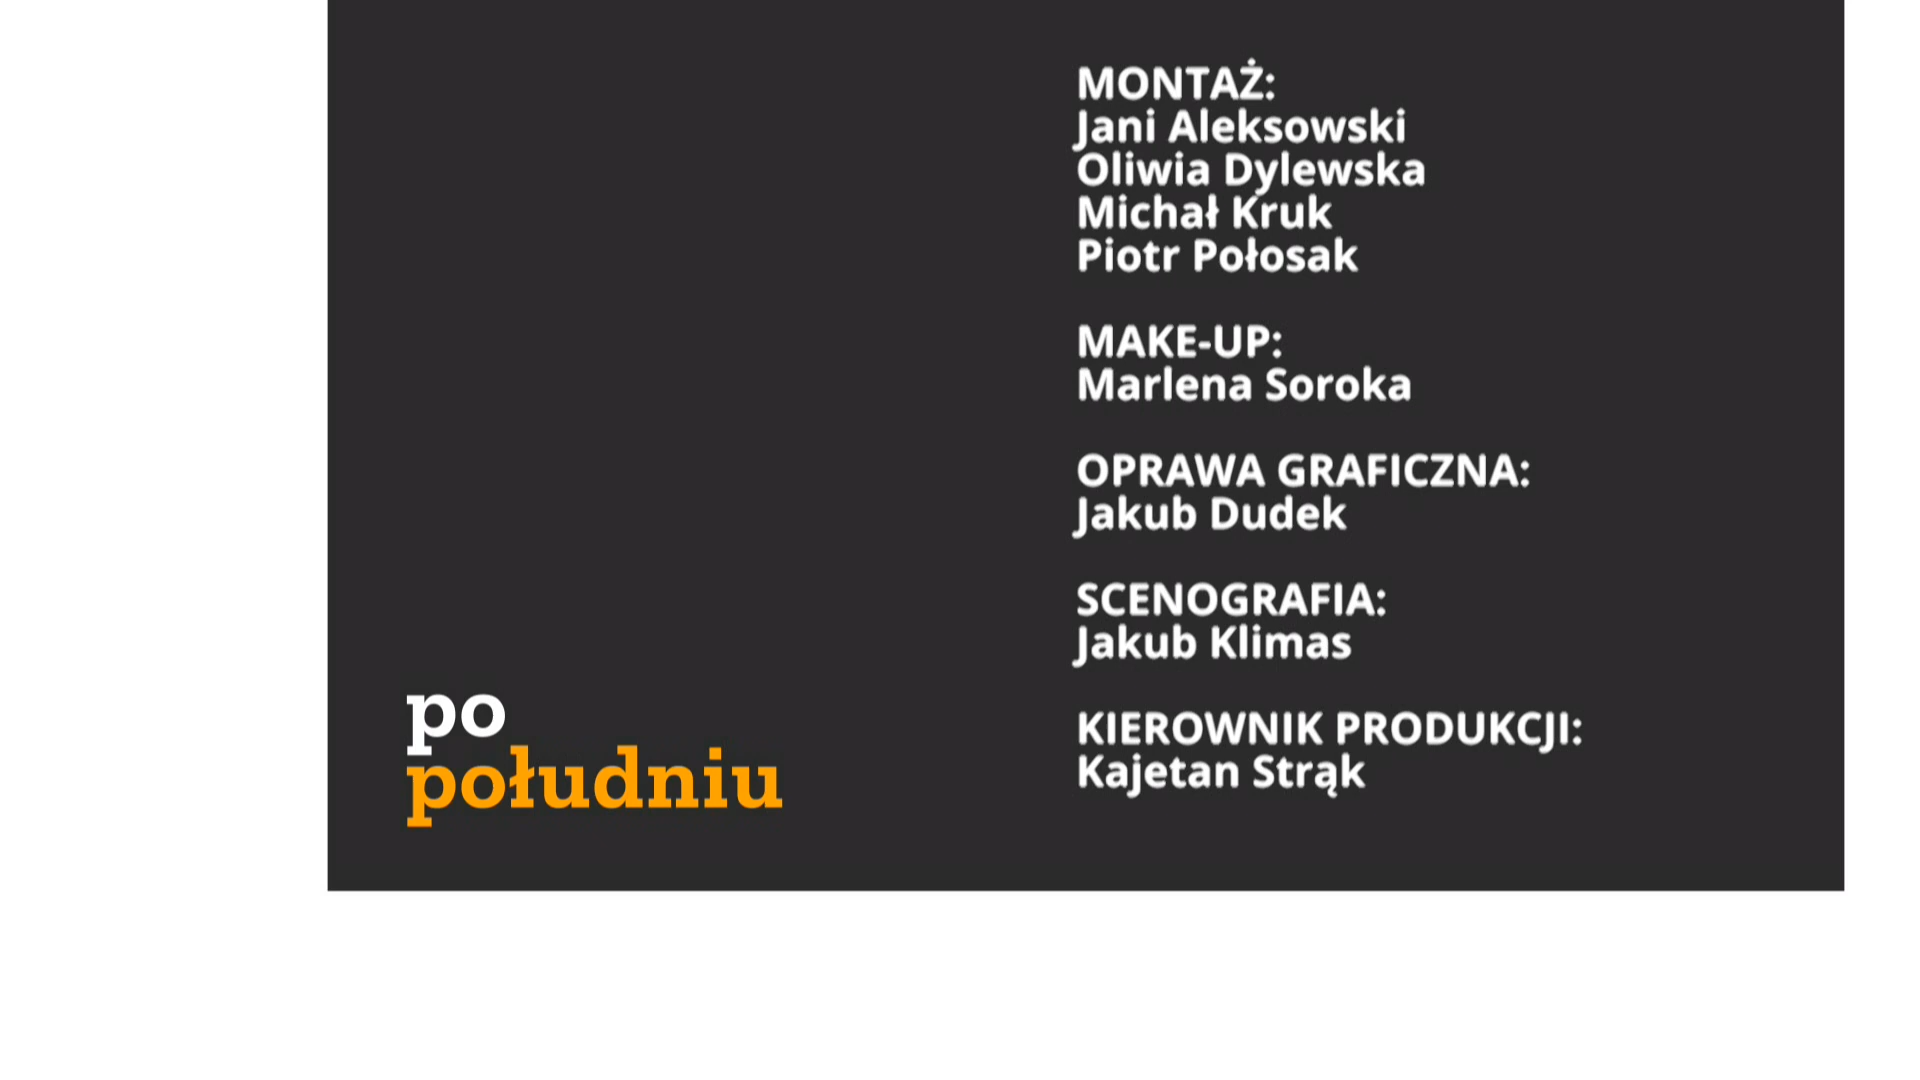 MONTAŻ:
Jani Aleksowski
Oliwia Dylewska
Michał Kruk
Piotr Połosak
MAKE-UP:
Marlena Soroka
OPRAWA GRAFICZNA:
Jakub Dudek
SCENOGRAFIA:
Jakub Klimas
KIEROWNIK PRODUKCJI:
Kajetan Strąk
po
południu